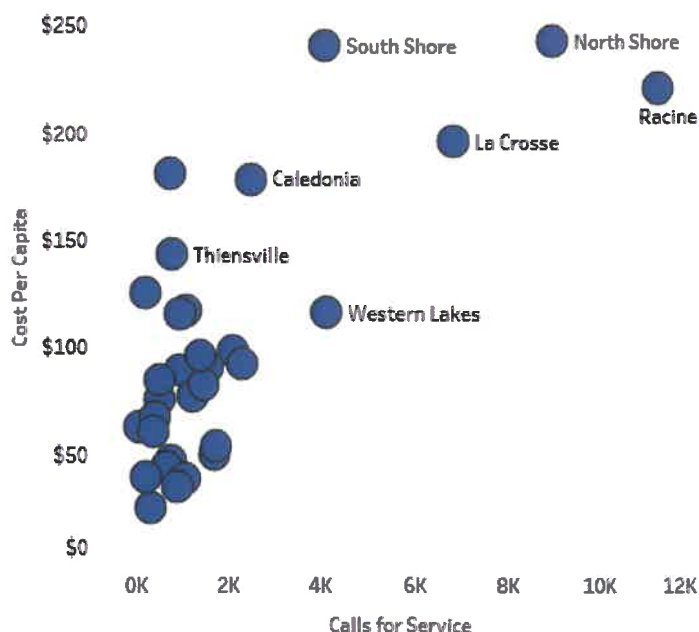 $250
South Shore
North Shore
Racine
$200
La Crosse
Caledonia
$150
Thiensville
Western Lakes
$100
$50
$0
Cost Per Capita
0K 2K 4K 6K 8K 10K 12K
Calls for Service